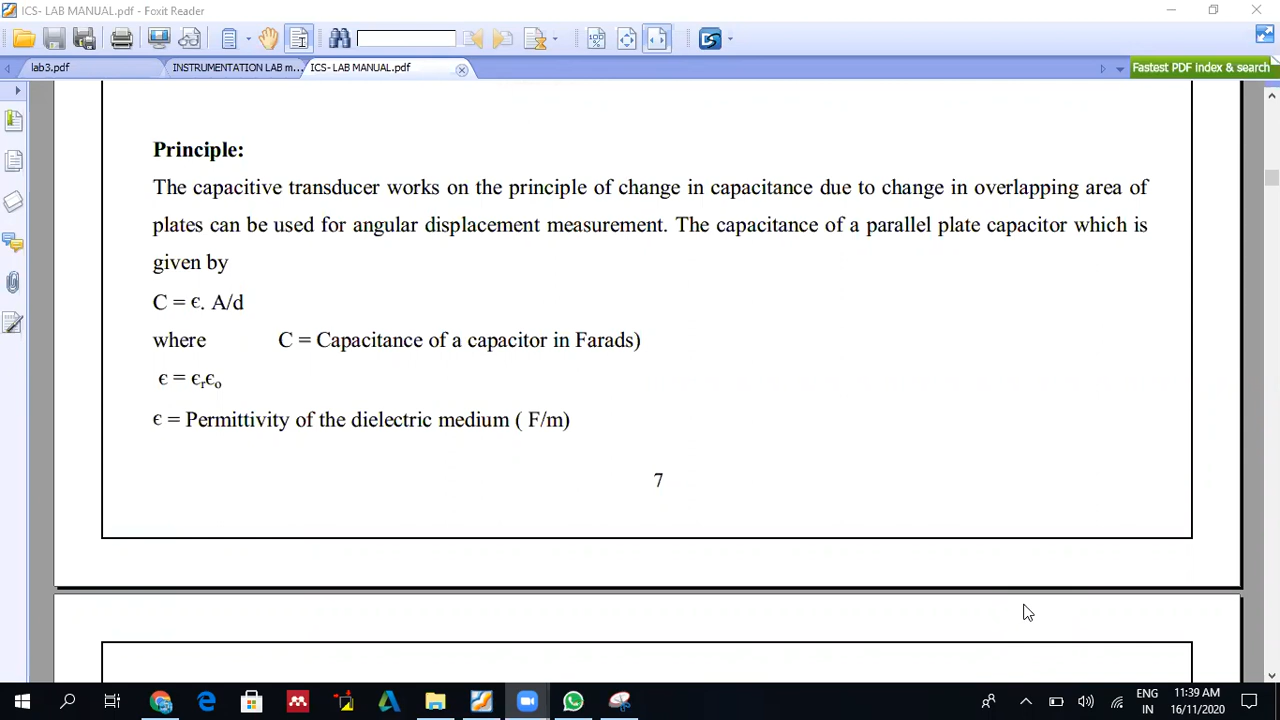 ICS- LAB MANUAL.pdf - Foxit Reader
lab3.pdf
INSTRUMENTATION LAB m...
ICS- LAB MANUAL.pdf
Fastest PDF index & search
Principle:
The capacitive transducer works on the principle of change in capacitance due to change in overlapping area of
plates can be used for angular displacement measurement. The capacitance of a parallel plate capacitor which is
given by
C = є. A/d
where C = Capacitance of a capacitor in Farads)
є = єrєo
є = Permittivity of the dielectric medium ( F/m)
7
ENG
IN
11:39 AM
16/11/2020